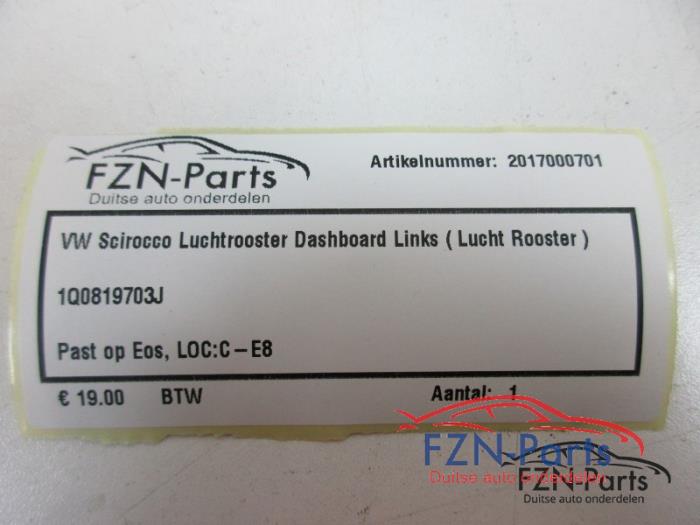 FZN-Parts
Duitse auto onderdelen
Artikelnummer: 2017000701
VW Scirocco Luchtrooster Dashboard Links ( Lucht Rooster )
1Q0819703J
Past op Eos, LOC:C-E8
€ 19.00 BTW Aantal: 1
FZN-Parts
Duitse auto onderdelen
FZN-Parts
Duitse auto onderdelen